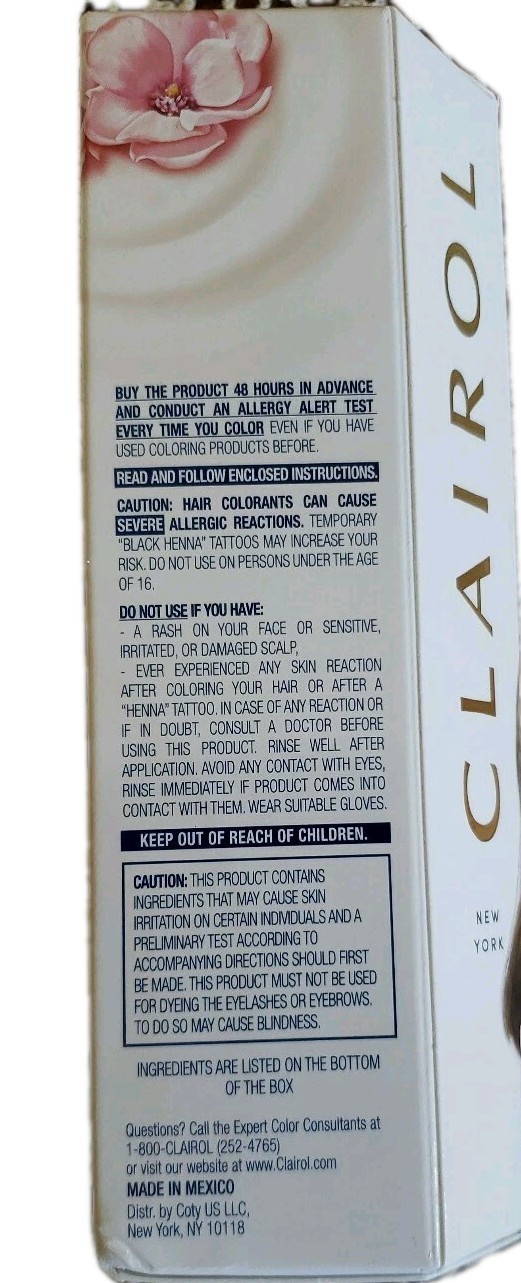 BUY THE PRODUCT 48 HOURS IN ADVANCE
AND CONDUCT AN ALLERGY ALERT TEST
EVERY TIME YOU COLOR EVEN IF YOU HAVE
USED COLORING PRODUCTS BEFORE.
READ AND FOLLOW ENCLOSED INSTRUCTIONS.
CAUTION: HAIR COLORANTS CAN CAUSE
SEVERE ALLERGIC REACTIONS. TEMPORARY
"BLACK HENNA" TATTOOS MAY INCREASE YOUR
RISK. DO NOT USE ON PERSONS UNDER THE AGE
OF 16.
DO NOT USE IF YOU HAVE:
- A RASH ON YOUR FACE OR SENSITIVE,
IRRITATED, OR DAMAGED SCALP,
- EVER EXPERIENCED ANY SKIN REACTION
AFTER COLORING YOUR HAIR OR AFTER A
"HENNA" TATTOO. IN CASE OF ANY REACTION OR
IF IN DOUBT, CONSULT A DOCTOR BEFORE
USING THIS PRODUCT. RINSE WELL AFTER
APPLICATION. AVOID ANY CONTACT WITH EYES,
RINSE IMMEDIATELY IF PRODUCT COMES INTO
CONTACT WITH THEM. WEAR SUITABLE GLOVES.
KEEP OUT OF REACH OF CHILDREN.
CAUTION: THIS PRODUCT CONTAINS
INGREDIENTS THAT MAY CAUSE SKIN
IRRITATION ON CERTAIN INDIVIDUALS AND A
PRELIMINARY TEST ACCORDING TO
ACCOMPANYING DIRECTIONS SHOULD FIRST
BE MADE. THIS PRODUCT MUST NOT BE USED
FOR DYEING THE EYELASHES OR EYEBROWS.
TO DO SO MAY CAUSE BLINDNESS.
INGREDIENTS ARE LISTED ON THE BOTTOM
OF THE BOX
Questions? Call the Expert Color Consultants at
1-800-CLAIROL (252-4765)
or visit our website at www.Clairol.com
MADE IN MEXICO
Distr. by Coty US LLC,
New York, NY 10118
CLAIROL
NEW
YORK